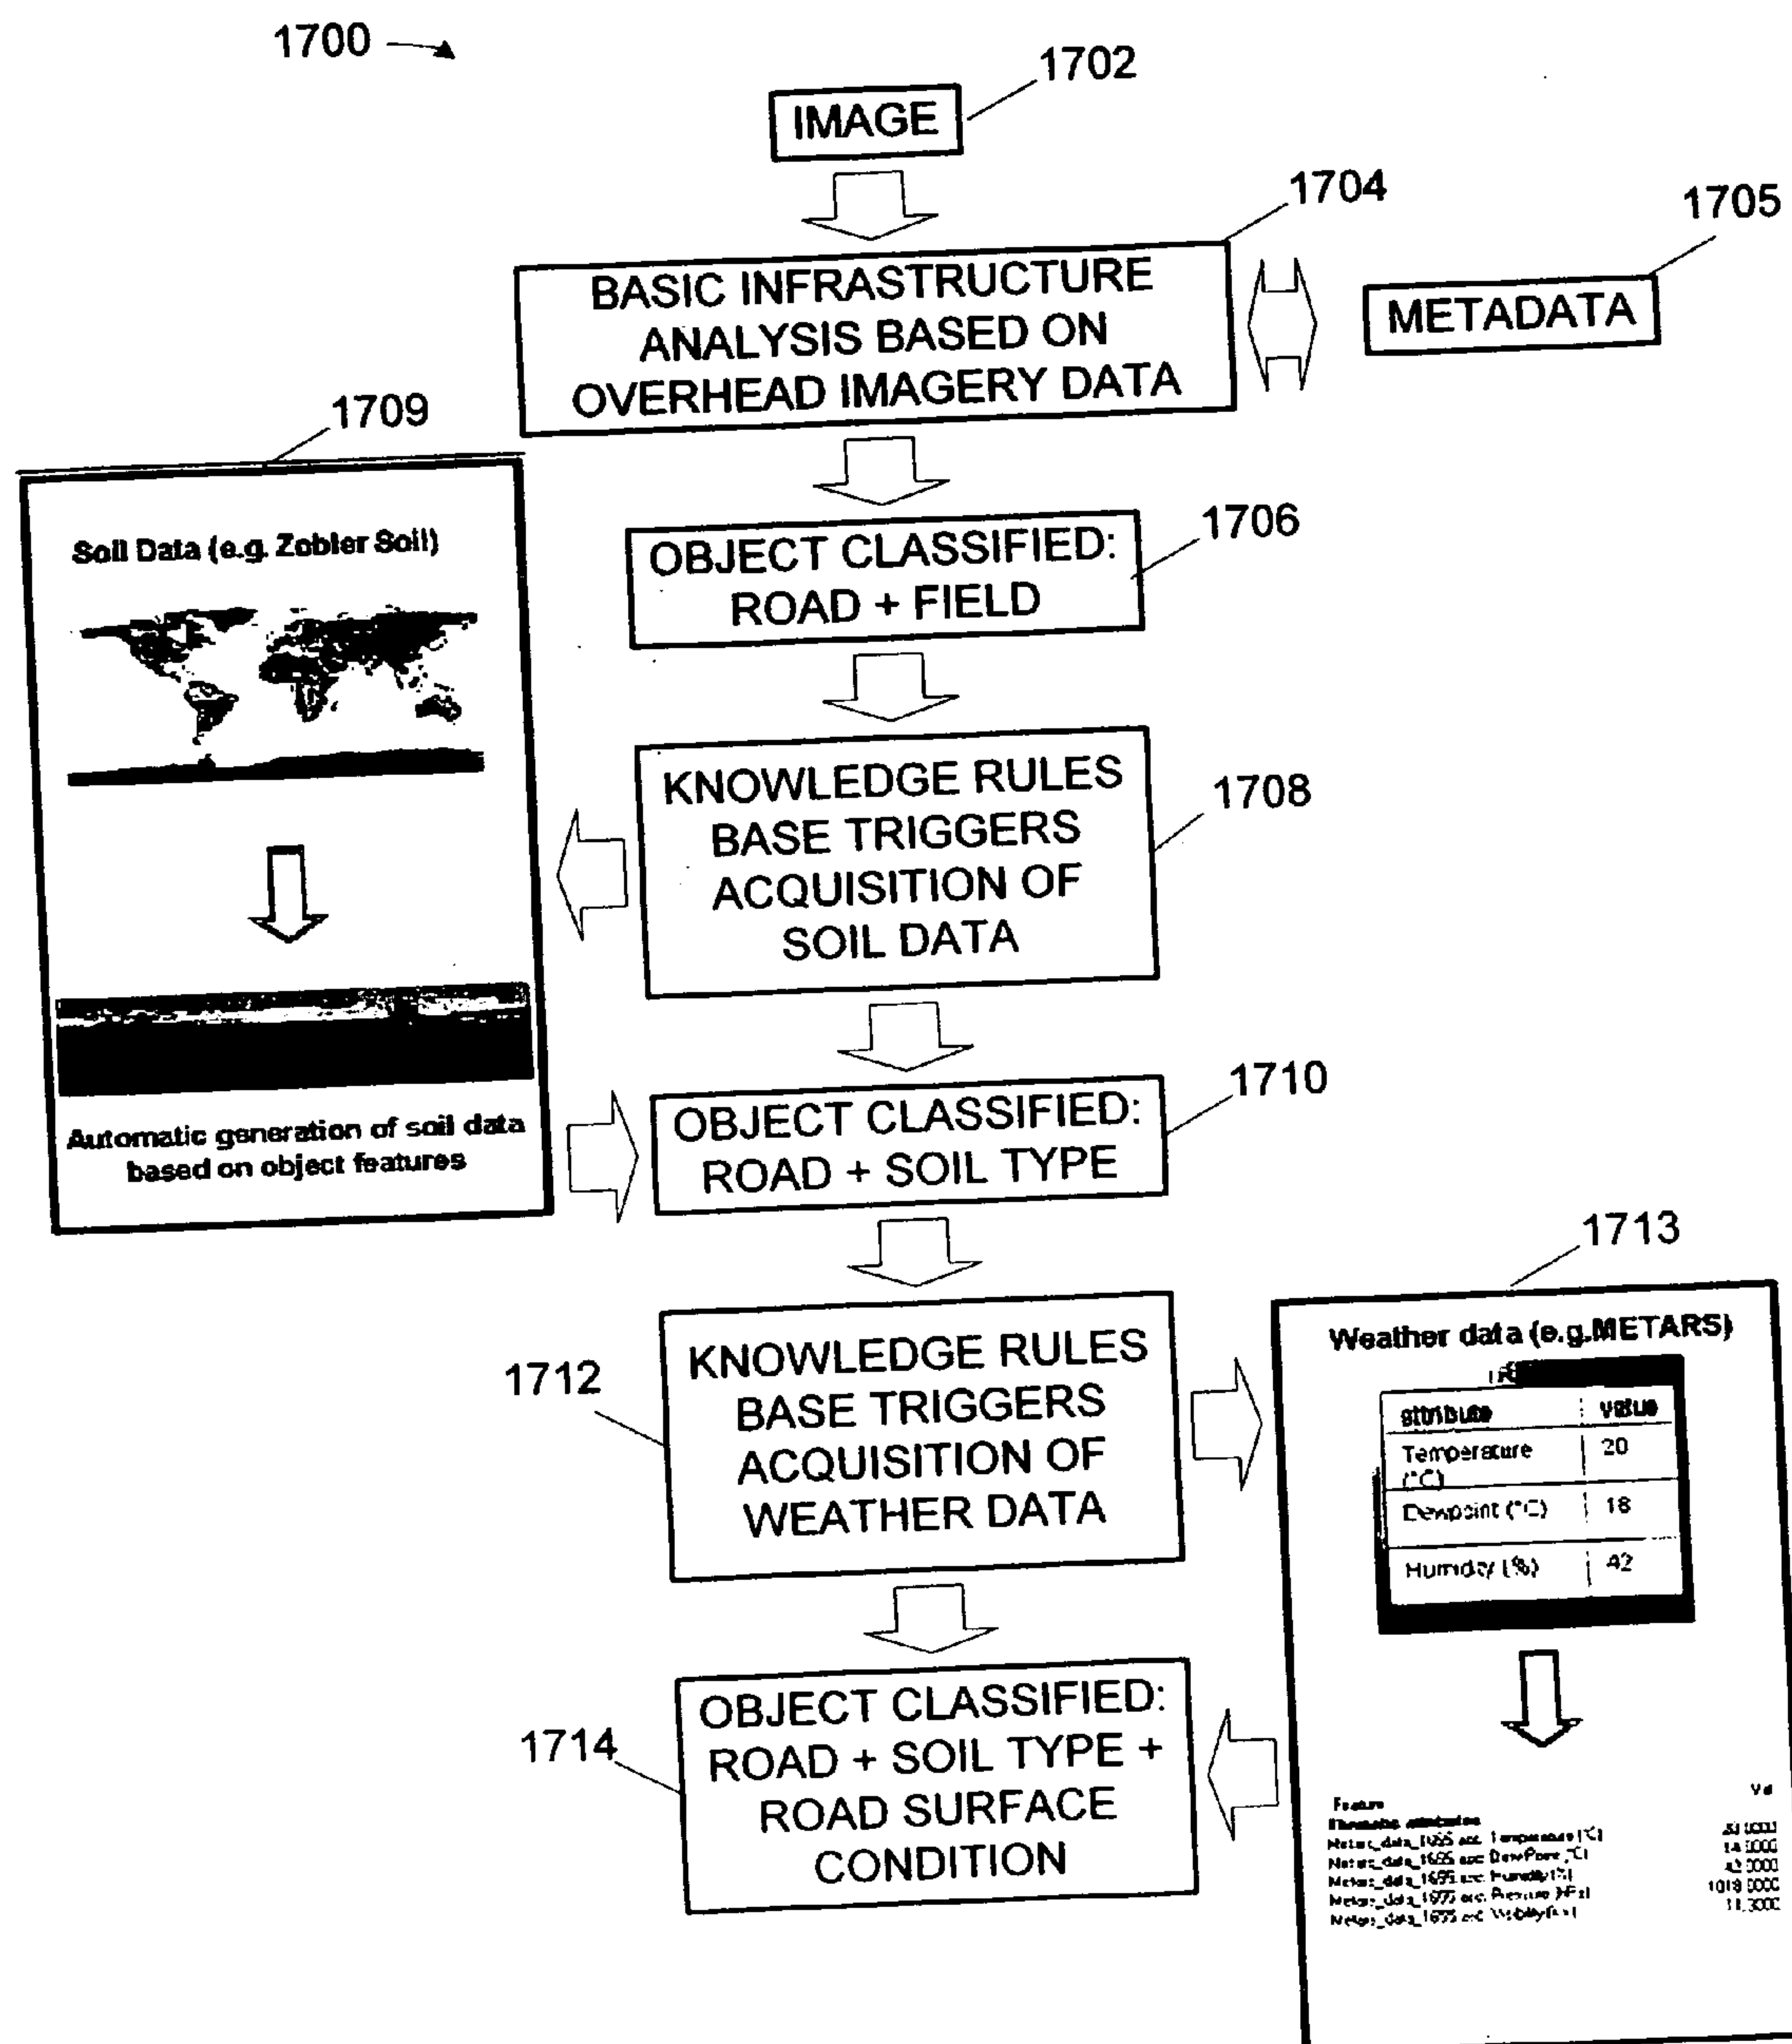 1700
1702
IMAGE
1704
1705
BASIC INFRASTRUCTURE
ANALYSIS BASED ON
OVERHEAD IMAGERY DATA
METADATA
1709
Soil Data (e.g. Zobler Soil)
1706
OBJECT CLASSIFIED:
ROAD + FIELD
KNOWLEDGE RULES
BASE TRIGGERS
ACQUISITION OF
SOIL DATA
1708
1710
OBJECT CLASSIFIED:
ROAD + SOIL TYPE
Automatic generation of soil data
based on object features
1713
1712
KNOWLEDGE RULES
BASE TRIGGERS
ACQUISITION OF
WEATHER DATA
Weather data (e.g.METARS)
attribute value
Temperature 20
(°C)
Dewpoint (°C) 18
Humidity (%) 42
1714
OBJECT CLASSIFIED:
ROAD + SOIL TYPE +
ROAD SURFACE
CONDITION
Feature Val
Temperature (°C)
Humidity (%)